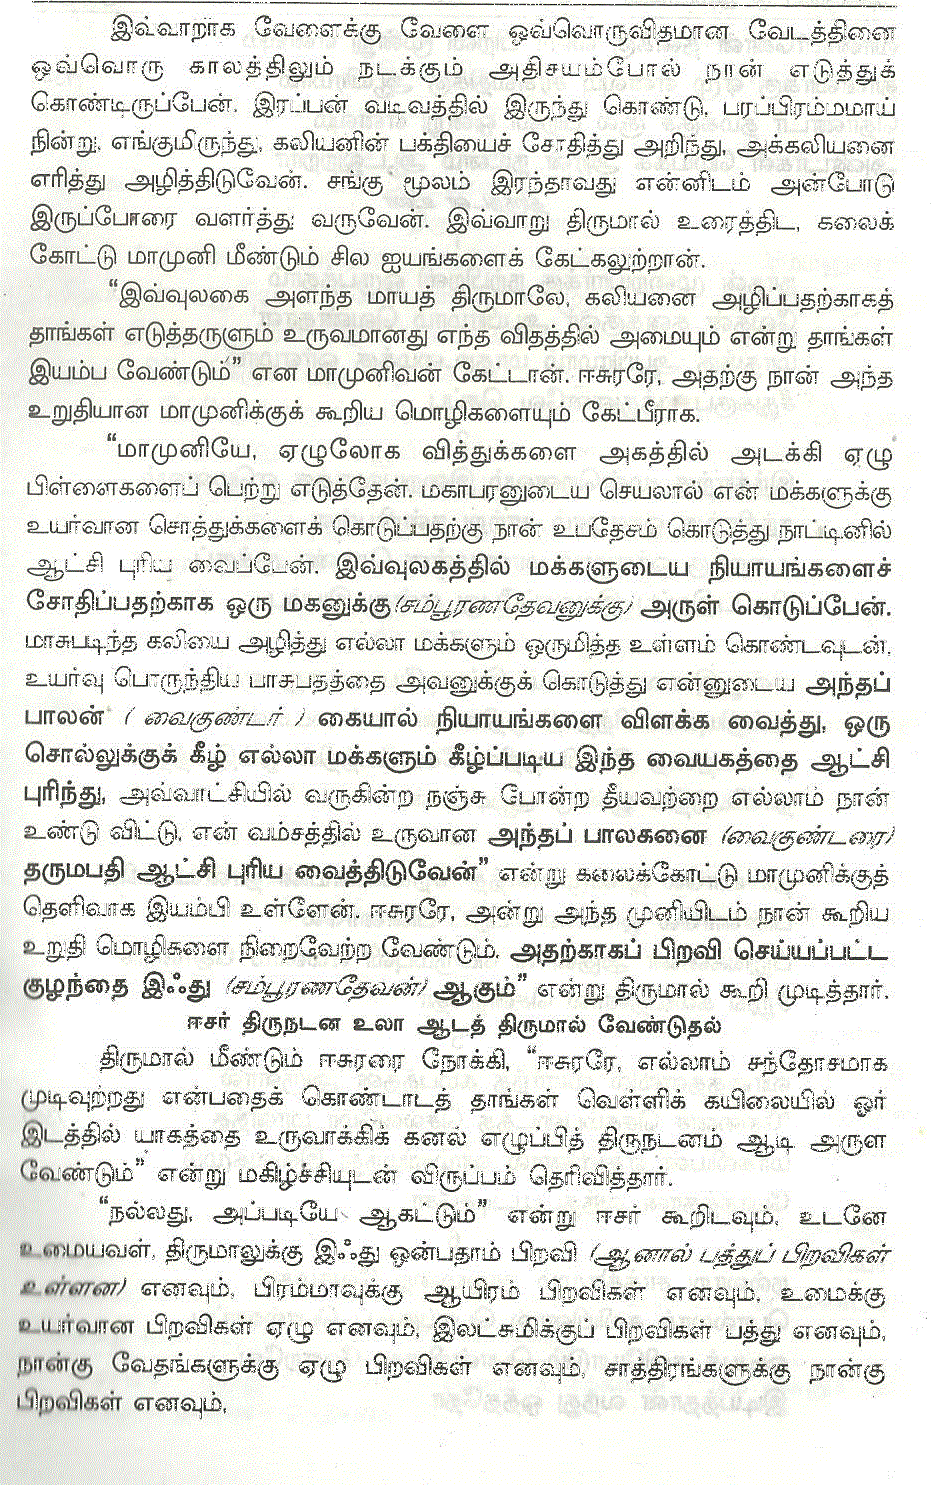 இவ்வாறாக வேளைக்கு வேளை ஒவ்வொருவிதமான வேடத்தினை
ஒவ்வொரு காலத்திலும் நடக்கும் அதிசயம்போல் நான் எடுத்துக்
கொண்டிருப்பேன். இரப்பன் வடிவத்தில் இருந்து கொண்டு, பரப்பிரம்மமாய்
நின்று, எங்குமிருந்து, கலியனின் பக்தியைச் சோதித்து அறிந்து, அக்கலியனை
எரித்து அழித்திடுவேன். சங்கு மூலம் இரந்தாவது என்னிடம் அன்போடு
இருப்போரை வளர்த்து வருவேன். இவ்வாறு திருமால் உரைத்திட, கலைக்
கோட்டு மாமுனி மீண்டும் சில ஐயங்களைக் கேட்கலுற்றான்.
“இவ்வுலகை அளந்த மாயத் திருமாலே, கலியனை அழிப்பதற்காகத்
தாங்கள் எடுத்தருளும் உருவமானது எந்த விதத்தில் அமையும் என்று தாங்கள்
இயம்ப வேண்டும்” என மாமுனிவன் கேட்டான். ஈசுரரே, அதற்கு நான் அந்த
உறுதியான மாமுனிக்குக் கூறிய மொழிகளையும் கேட்பீராக.
“மாமுனியே, ஏழுலோக வித்துக்களை அகத்தில் அடக்கி ஏழு
பிள்ளைகளைப் பெற்று எடுத்தேன். மகாபரனுடைய செயலால் என் மக்களுக்கு
உயர்வான சொத்துக்களைக் கொடுப்பதற்கு நான் உபதேசம் கொடுத்து நாட்டினில்
ஆட்சி புரிய வைப்பேன். இவ்வுலகத்தில் மக்களுடைய நியாயங்களைச்
சோதிப்பதற்காக ஒரு மகனுக்கு (சம்பூரணதேவனுக்கு) அருள் கொடுப்பேன்.
மாசுபடிந்த கலியை அழித்து எல்லா மக்களும் ஒருமித்த உள்ளம் கொண்டவுடன்,
உயர்வு பொருந்திய பாசுபதத்தை அவனுக்குக் கொடுத்து என்னுடைய அந்தப்
பாலன் ( வைகுண்டர் ) கையால் நியாயங்களை விளக்க வைத்து, ஒரு
சொல்லுக்குக் கீழ் எல்லா மக்களும் கீழ்ப்படிய இந்த வையகத்தை ஆட்சி
புரிந்து, அவ்வாட்சியில் வருகின்ற நஞ்சு போன்ற தீயவற்றை எல்லாம் நான்
உண்டு விட்டு, என் வம்சத்தில் உருவான அந்தப் பாலகனை (வைகுண்டரை)
தருமபதி ஆட்சி புரிய வைத்திடுவேன்” என்று கலைக்கோட்டு மாமுனிக்குத்
தெளிவாக இயம்பி உள்ளேன். ஈசுரரே, அன்று அந்த முனியிடம் நான் கூறிய
உறுதி மொழிகளை நிறைவேற்ற வேண்டும். அதற்காகப் பிறவி செய்யப்பட்ட
குழந்தை இஃது (சம்பூரணதேவன்) ஆகும்” என்று திருமால் கூறி முடித்தார்.
ஈசர் திருநடன உலா ஆடத் திருமால் வேண்டுதல்
திருமால் மீண்டும் ஈசுரரை நோக்கி, “ஈசுரரே, எல்லாம் சந்தோசமாக
முடிவுற்றது என்பதைக் கொண்டாடத் தாங்கள் வெள்ளிக் கயிலையில் ஓர்
இடத்தில் யாகத்தை உருவாக்கிக் கனல் எழுப்பித் திருநடனம் ஆடி அருள
வேண்டும்” என்று மகிழ்ச்சியுடன் விருப்பம் தெரிவித்தார்.
“நல்லது, அப்படியே ஆகட்டும்” என்று ஈசர் கூறிடவும், உடனே
உமையவள், திருமாலுக்கு இஃது ஒன்பதாம் பிறவி (ஆனால் பத்துப் பிறவிகள்
உள்ளன) எனவும், பிரம்மாவுக்கு ஆயிரம் பிறவிகள் எனவும், உமைக்கு
உயர்வான பிறவிகள் ஏழு எனவும், இலட்சுமிக்குப் பிறவிகள் பத்து எனவும்,
நான்கு வேதங்களுக்கு ஏழு பிறவிகள் எனவும், சாத்திரங்களுக்கு நான்கு
பிறவிகள் எனவும்,